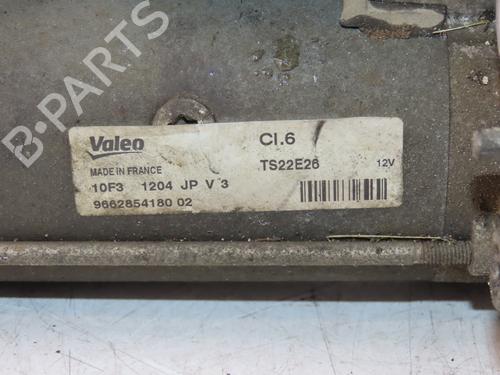 B-PARTS
Valeo Cl.6
MADE IN FRANCE TS22E26 12V
10F3 1204 JP V 3
9662854180 02